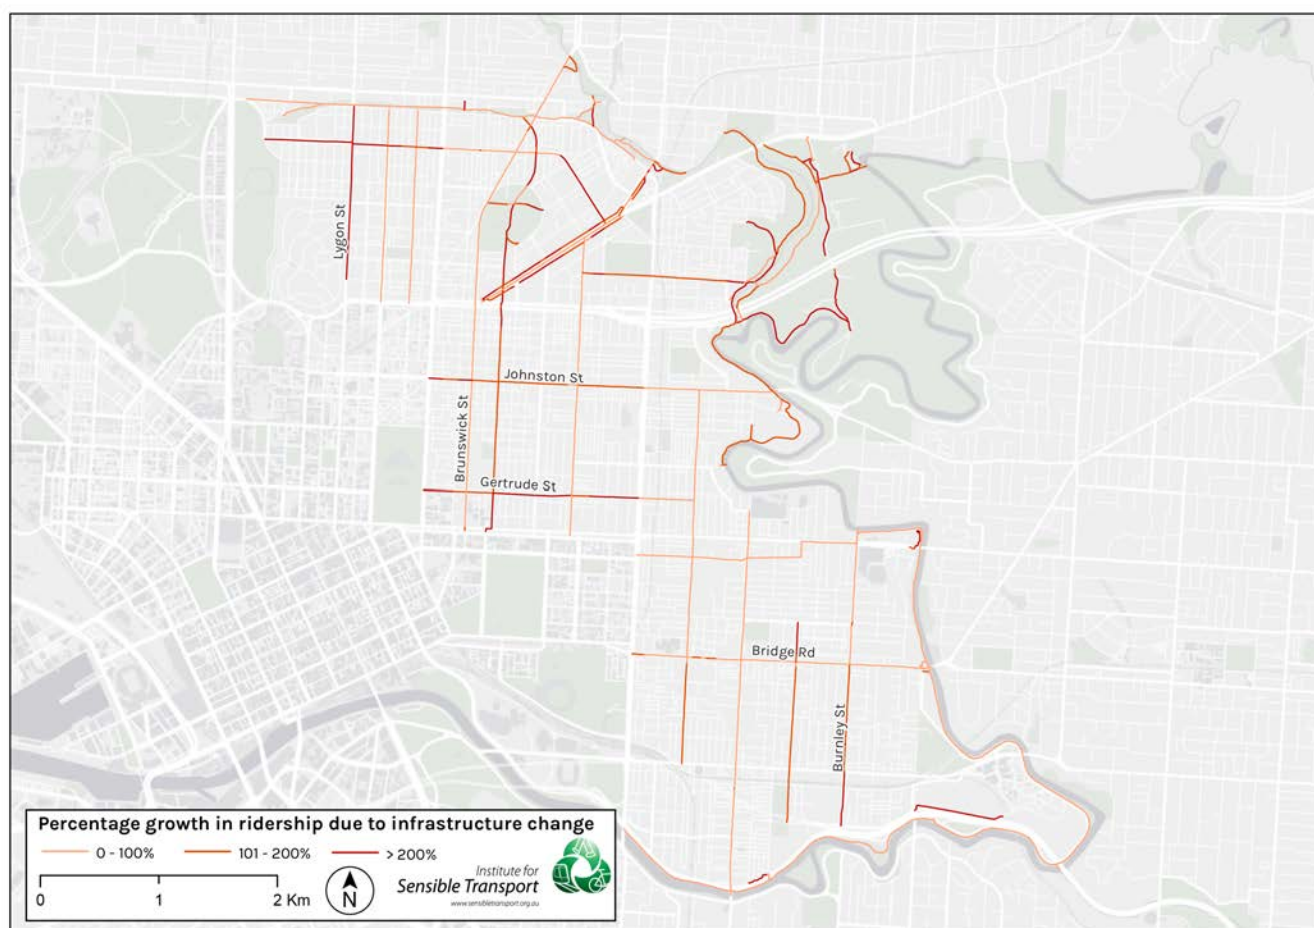 Lygon St
Johnston St
Brunswick St
Gertrude St
Bridge Rd
Burnley St
Percentage growth in ridership due to infrastructure change
0 - 100%
101 - 200%
> 200%
0
1
2 Km
N
Institute for
Sensible Transport
www.sensibletransport.org.au